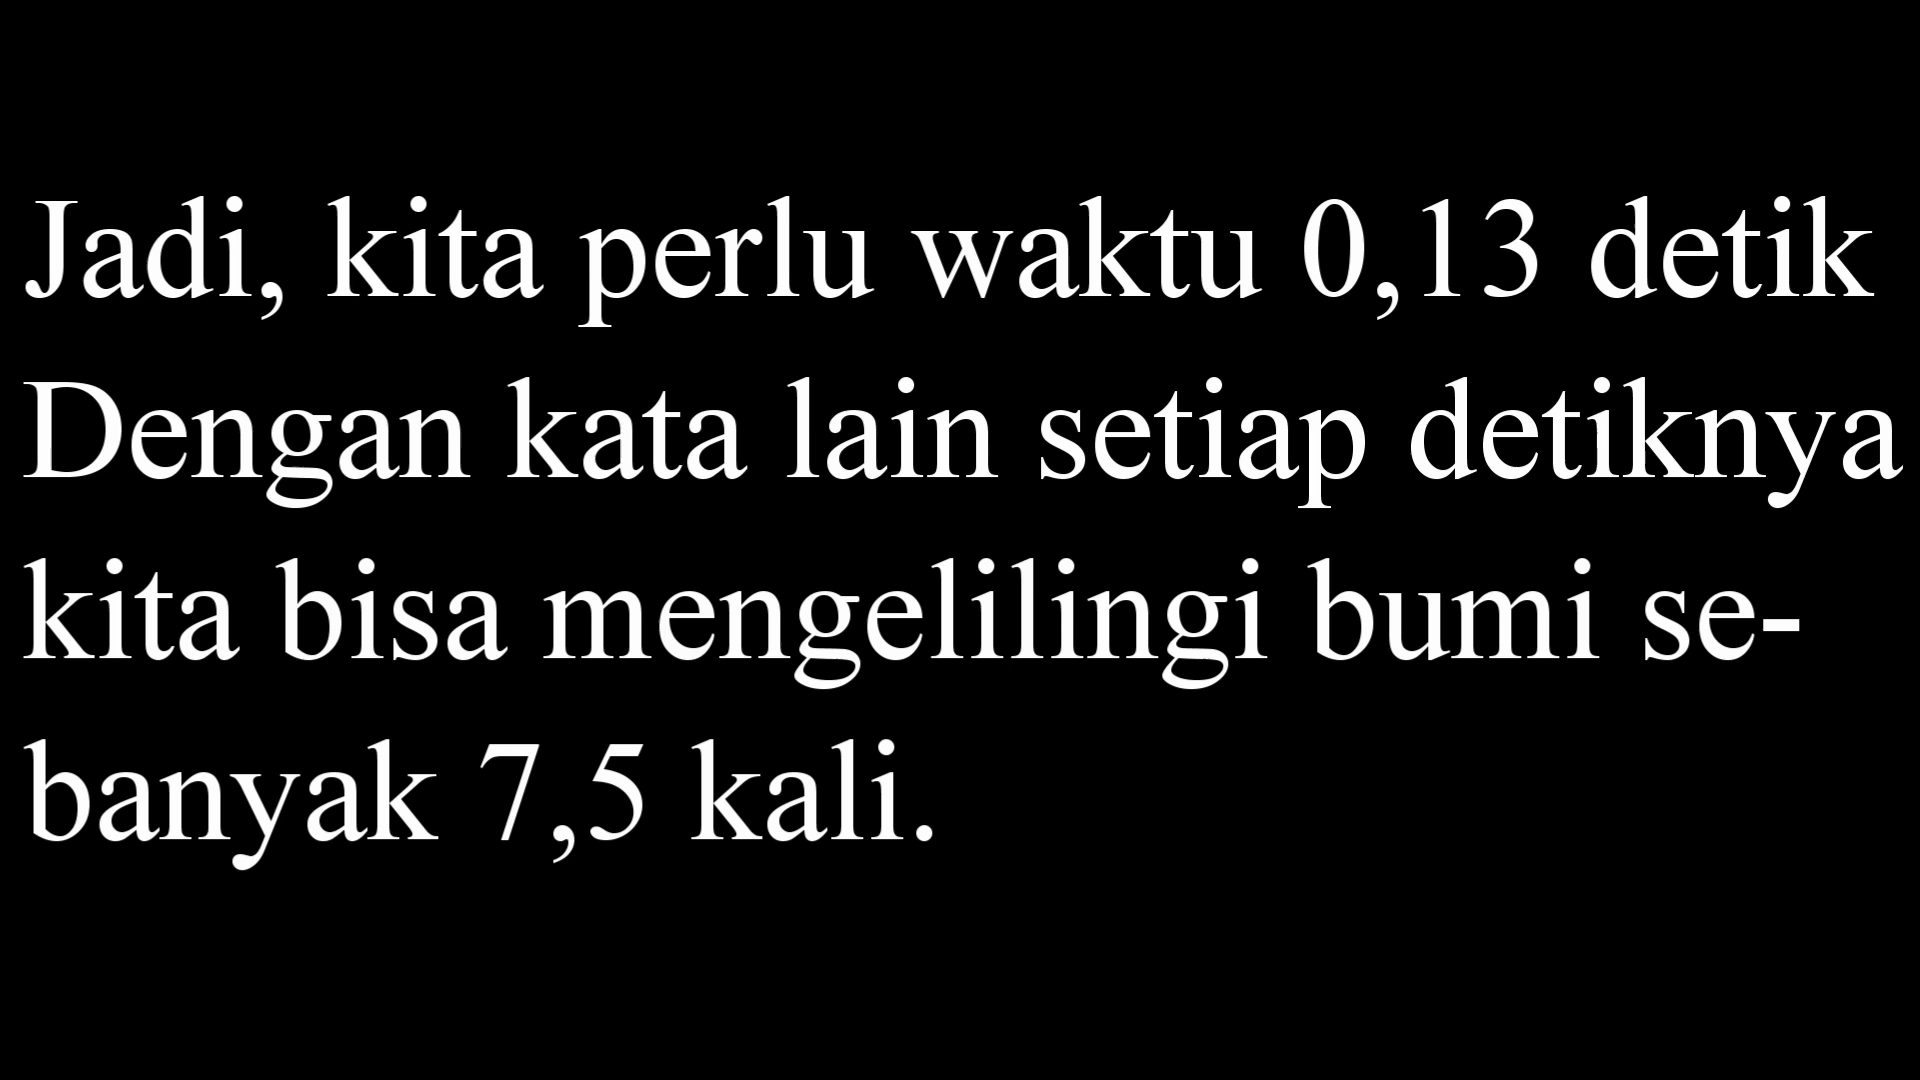 Jadi, kita perlu waktu 0,13 detik
Dengan kata lain setiap detiknya
kita bisa mengelilingi bumi se-
banyak 7,5 kali.